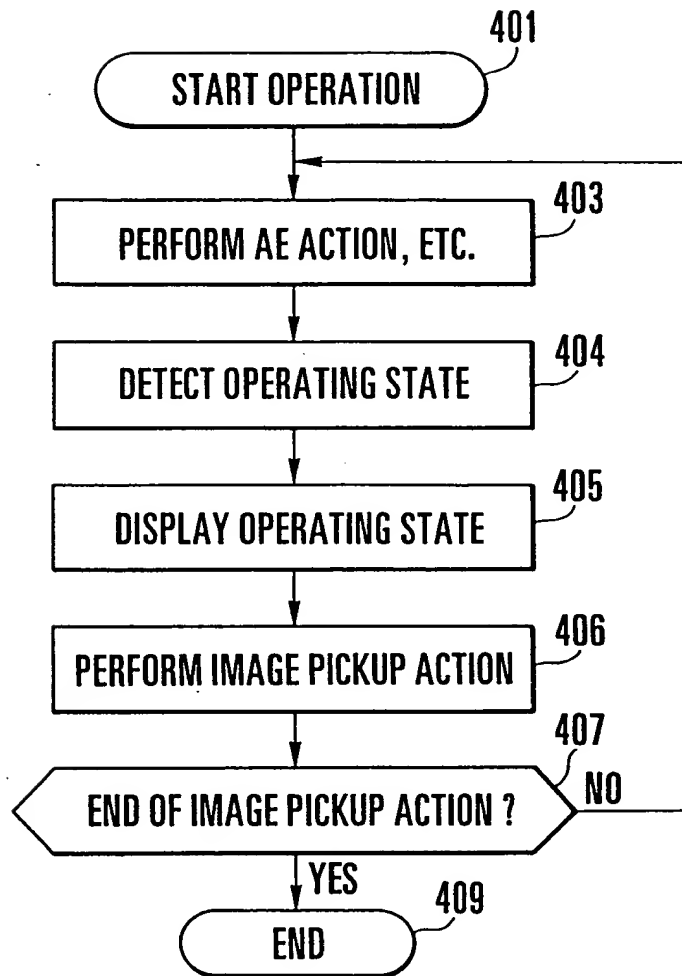 401
START OPERATION
403
PERFORM AE ACTION, ETC.
404
DETECT OPERATING STATE
405
DISPLAY OPERATING STATE
406
PERFORM IMAGE PICKUP ACTION
407
END OF IMAGE PICKUP ACTION ?
NO
YES
409
END